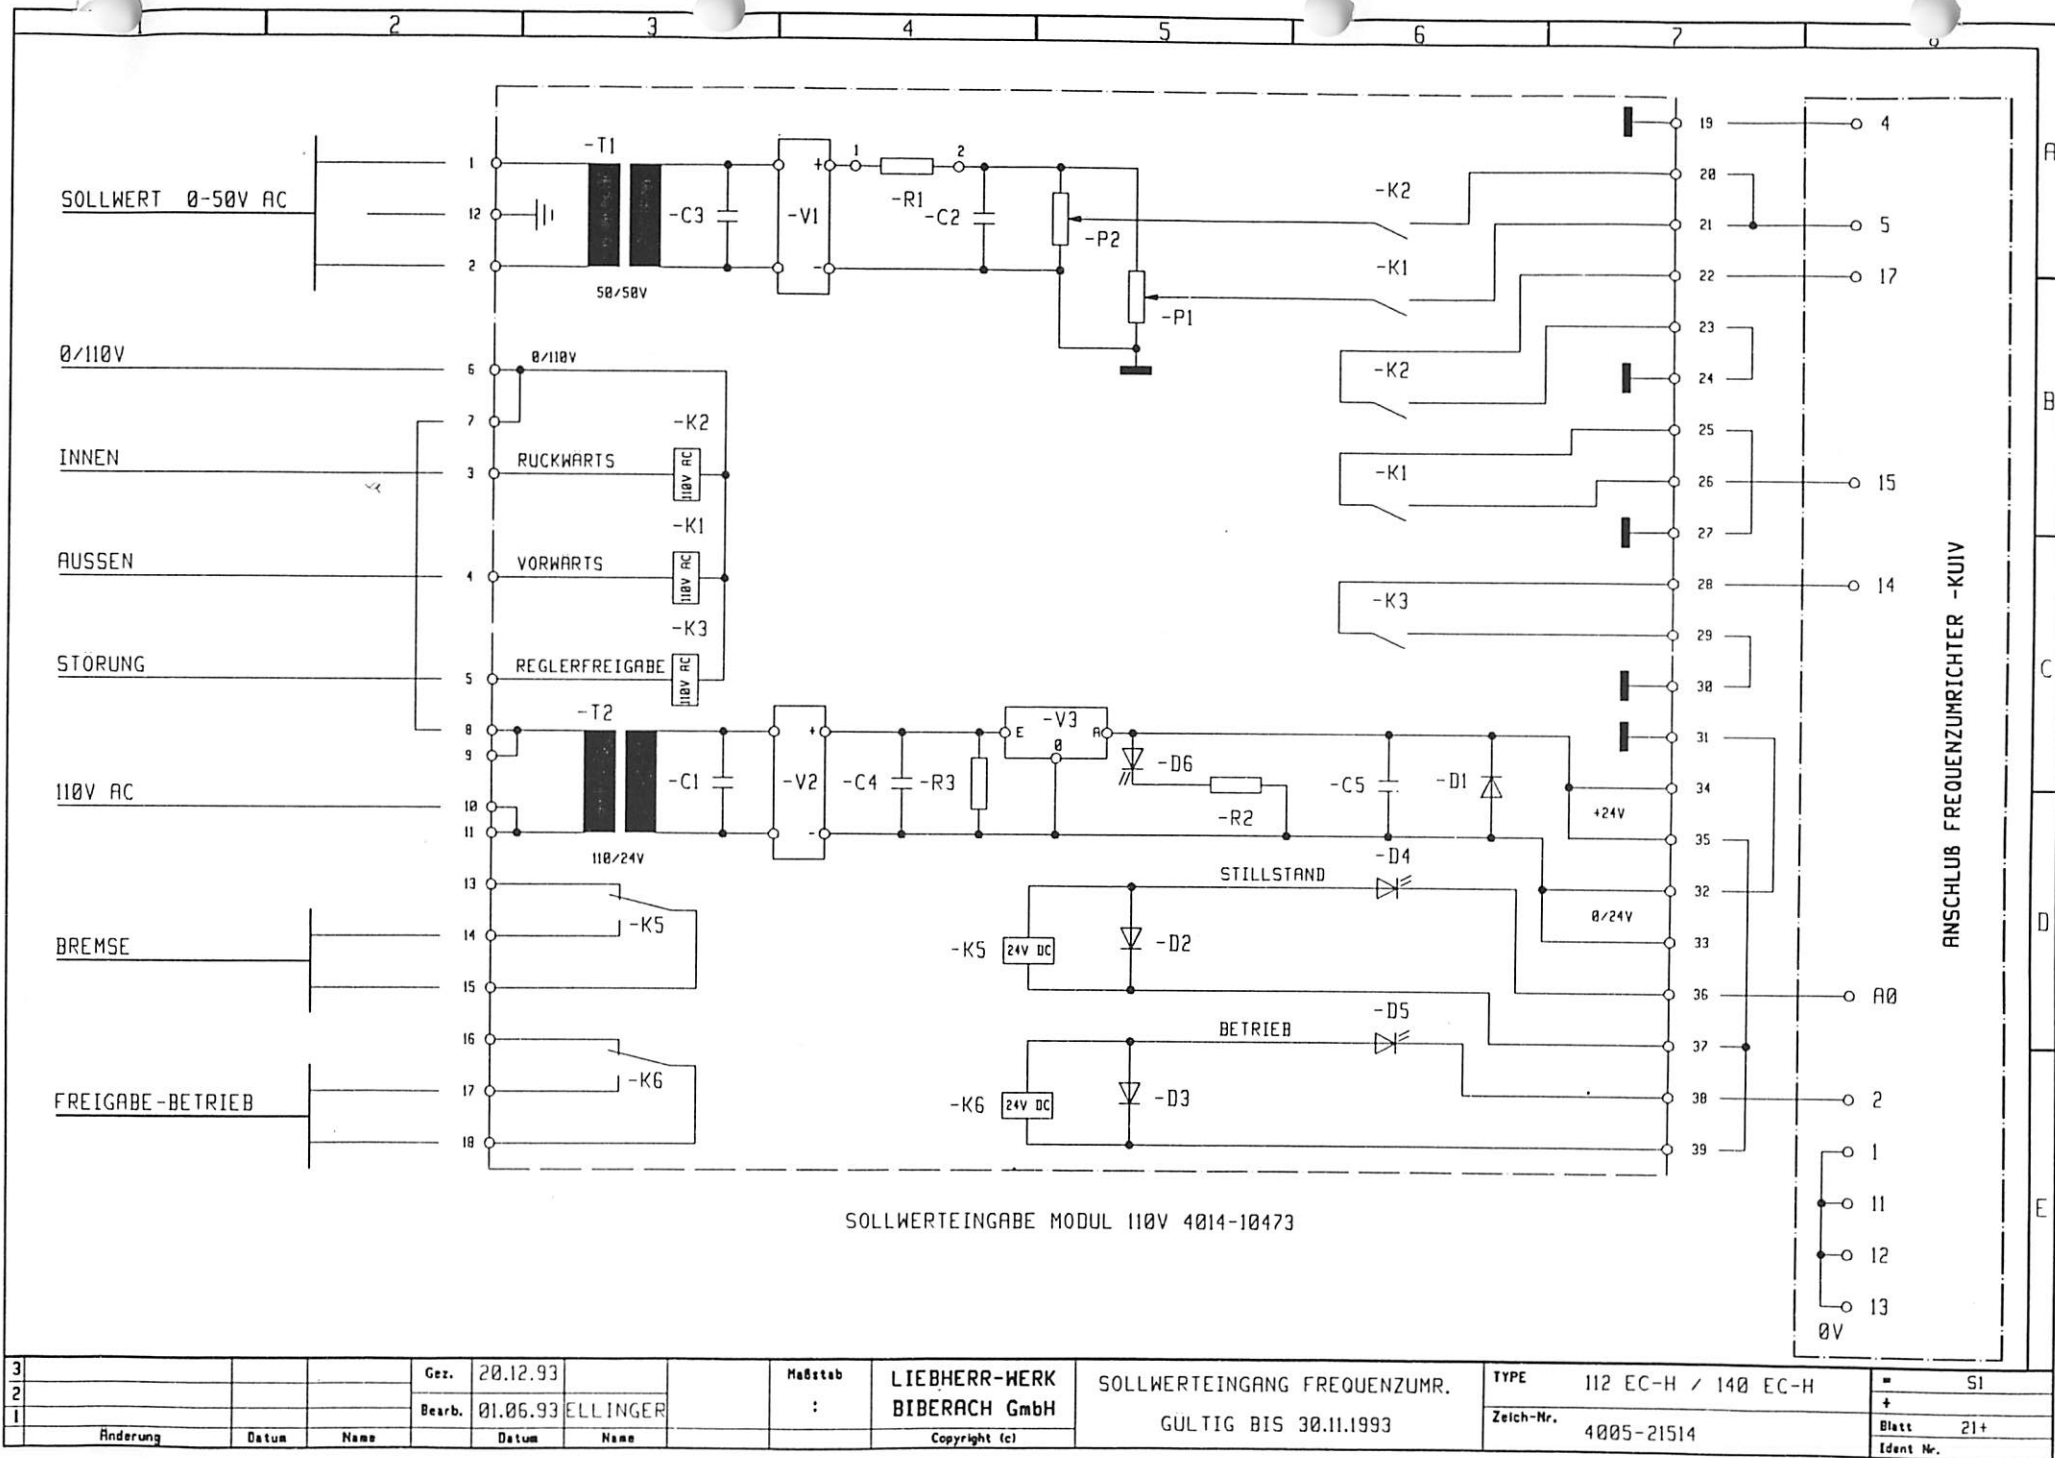 2 3 4 5 6 7
A
B
C
D
E
SOLLWERT 0-50V AC
0/110V
INNEN
AUSSEN
STÖRUNG
110V AC
BREMSE
FREIGABE-BETRIEB
1
12
2
6
7
3
4
5
8
9
10
11
13
14
15
16
17
18
-T1
50/50V
-C3
-V1
+
-
1
2
-R1
-C2
-P2
-P1
-K2
-K1
-K2
-K1
-K3
0/110V
-K2
RÜCKWARTS
110V AC
-K1
VORWÄRTS
110V AC
-K3
REGLERFREIGABE
110V AC
-T2
110/24V
-C1
-V2
+
-
-C4
-R3
-V3
E
0
A
-D6
-R2
-C5
-D1
+24V
0/24V
-K5
-K6
-K5
24V DC
-D2
STILLSTAND
-D4
-K6
24V DC
-D3
BETRIEB
-D5
19
20
21
22
23
24
25
26
27
28
29
30
31
34
35
32
33
36
37
38
39
4
5
17
15
14
A0
2
1
11
12
13
0V
ANSCHLUß FREQUENZUMRICHTER -KUIV
SOLLWERTEINGABE MODUL 110V 4014-10473
3
2
1
Änderung
Datum
Name
Gez. 20.12.93
Bearb. 01.06.93 ELLINGER
Datum
Name
Maßstab
:
LIEBHERR-WERK
BIBERACH GmbH
Copyright (c)
SOLLWERTEINGANG FREQUENZUMR.
GÜLTIG BIS 30.11.1993
TYPE 112 EC-H / 140 EC-H
Zeich-Nr. 4005-21514
= S1
+
Blatt 21+
Ident Nr.